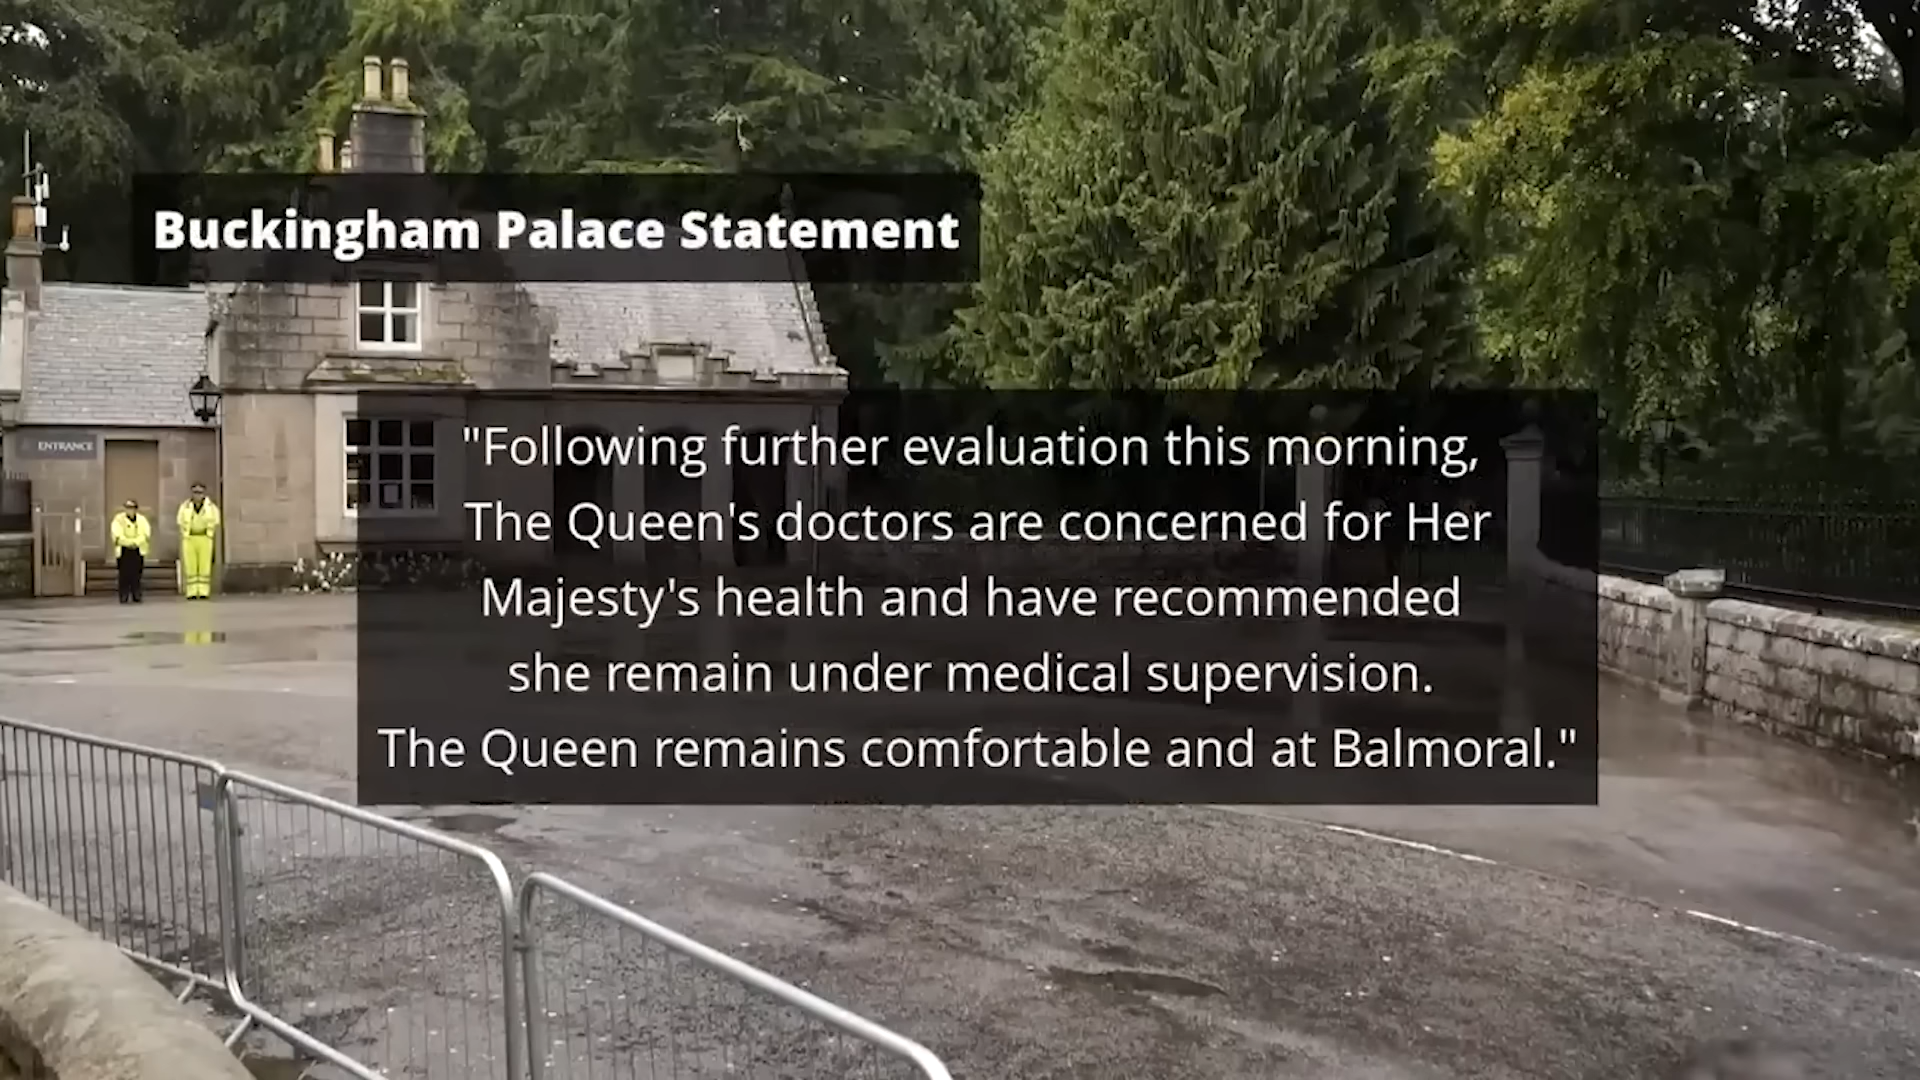 Buckingham Palace Statement
ENTRANCE
"Following further evaluation this morning,
The Queen's doctors are concerned for Her
Majesty's health and have recommended
she remain under medical supervision.
The Queen remains comfortable and at Balmoral."